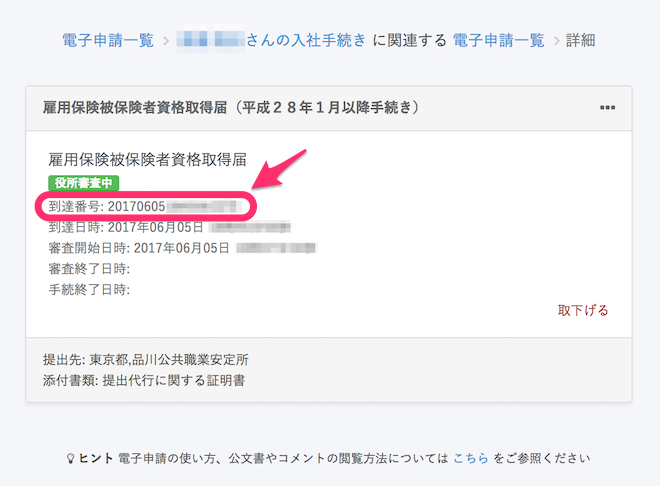 電子申請一覧 > さんの入社手続き に関連する 電子申請一覧 > 詳細
雇用保険被保険者資格取得届（平成２８年１月以降手続き）
雇用保険被保険者資格取得届
役所審査中
到達番号: 20170605
到達日時: 2017年06月05日
審査開始日時: 2017年06月05日
審査終了日時:
手続終了日時:
取下げる
提出先: 東京都,品川公共職業安定所
添付書類: 提出代行に関する証明書
ヒント 電子申請の使い方、公文書やコメントの閲覧方法については こちら をご参照ください